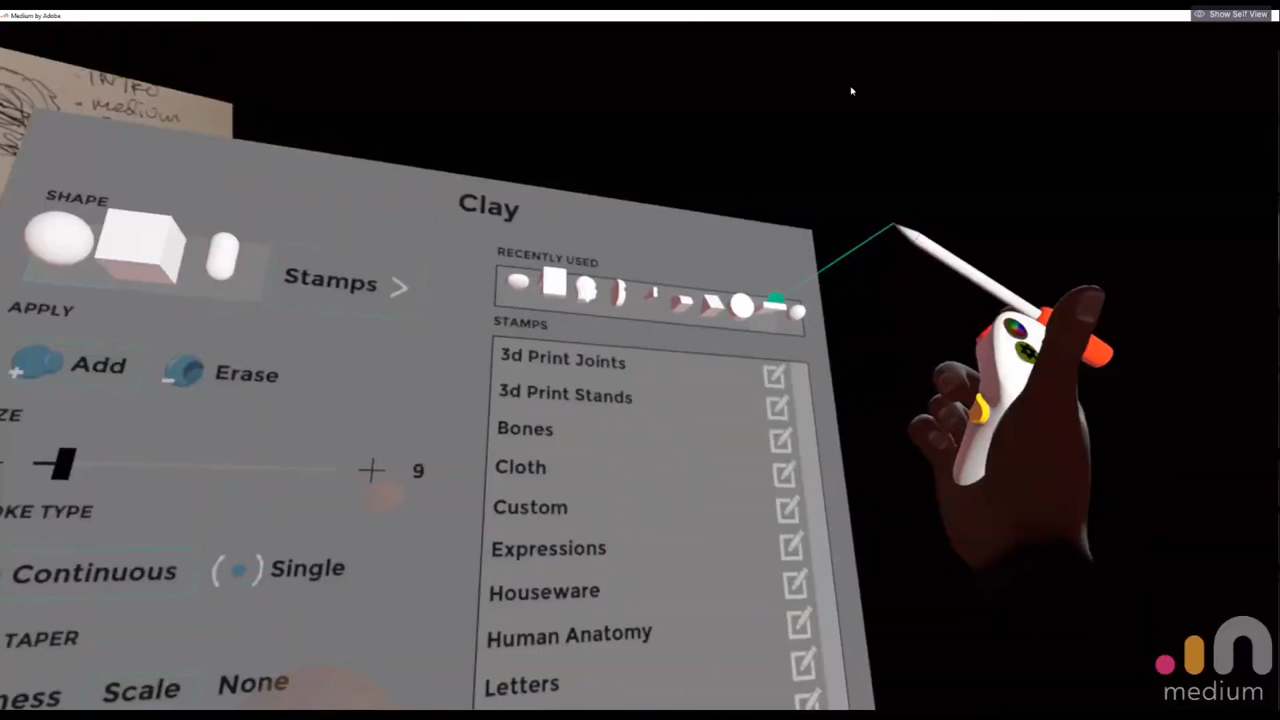 Medium by Adobe
Show Self View
- INTRO
- medium
Clay
SHAPE
Stamps >
RECENTLY USED
APPLY
Add
Erase
STAMPS
3d Print Joints
3d Print Stands
Bones
Cloth
Custom
Expressions
Houseware
Human Anatomy
Letters
ZE
+ 9
OKE TYPE
Continuous
Single
TAPER
ness
Scale
None
medium